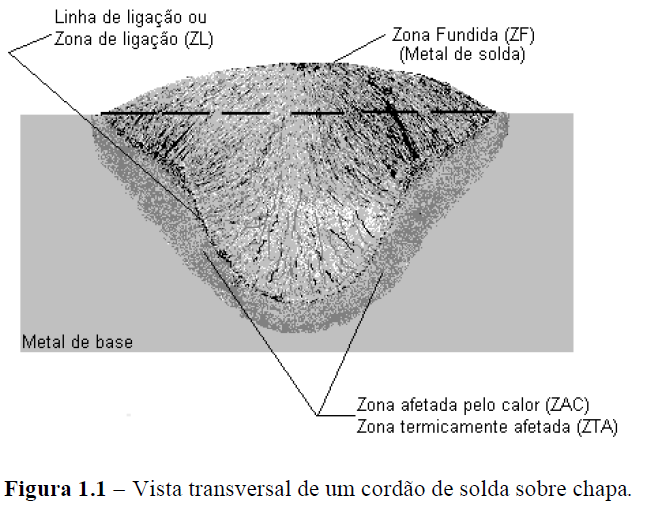 Linha de ligação ou
Zona de ligação (ZL)
Zona Fundida (ZF)
(Metal de solda)
Metal de base
Zona afetada pelo calor (ZAC)
Zona termicamente afetada (ZTA)
Figura 1.1 – Vista transversal de um cordão de solda sobre chapa.